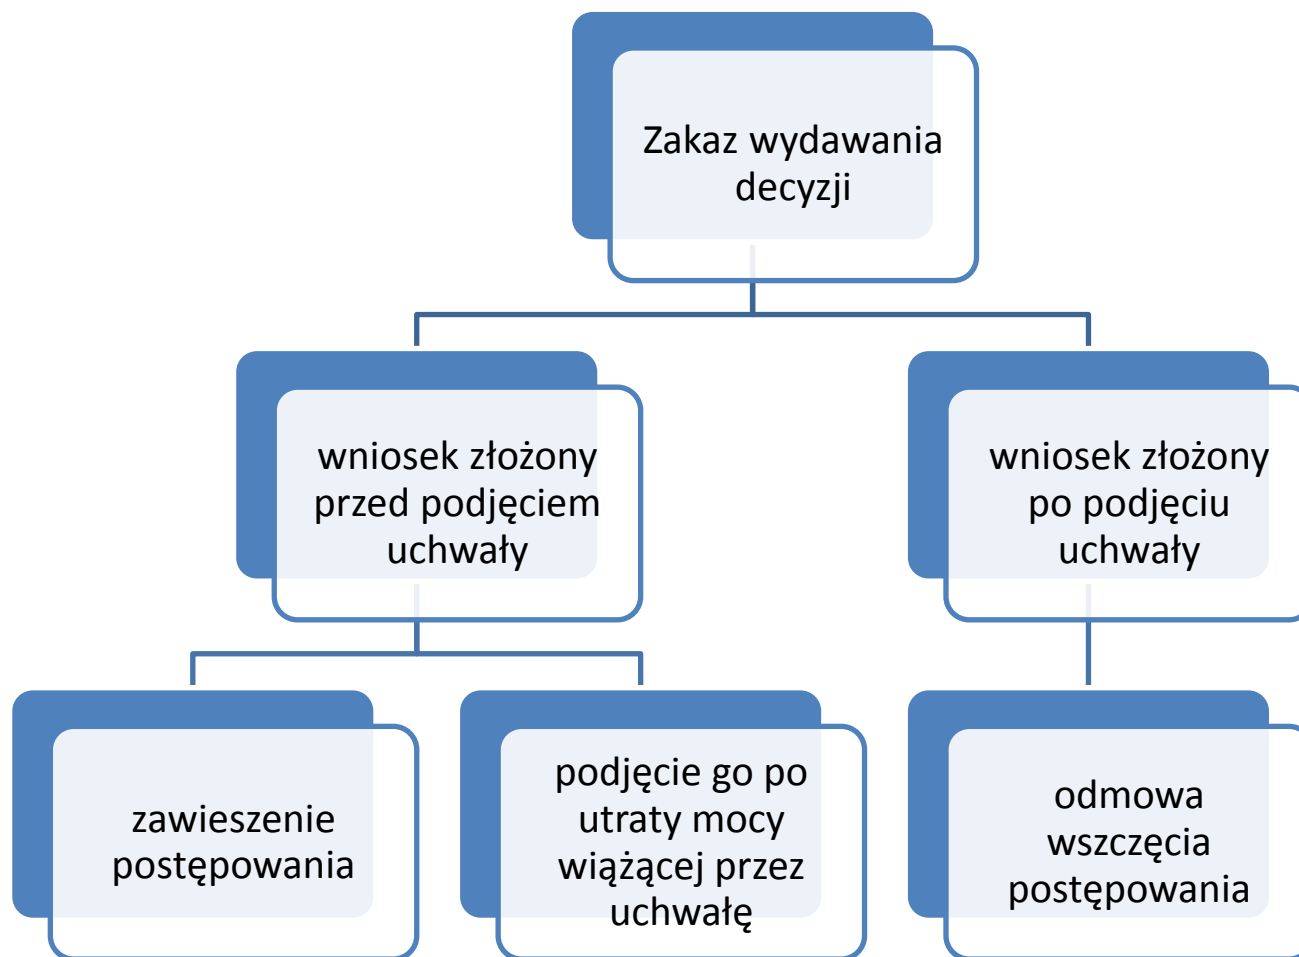 Zakaz wydawania
decyzji
wniosek złożony
przed podjęciem
uchwały
wniosek złożony
po podjęciu
uchwały
zawieszenie
postępowania
podjęcie go po
utraty mocy
wiążącej przez
uchwałę
odmowa
wszczęcia
postępowania